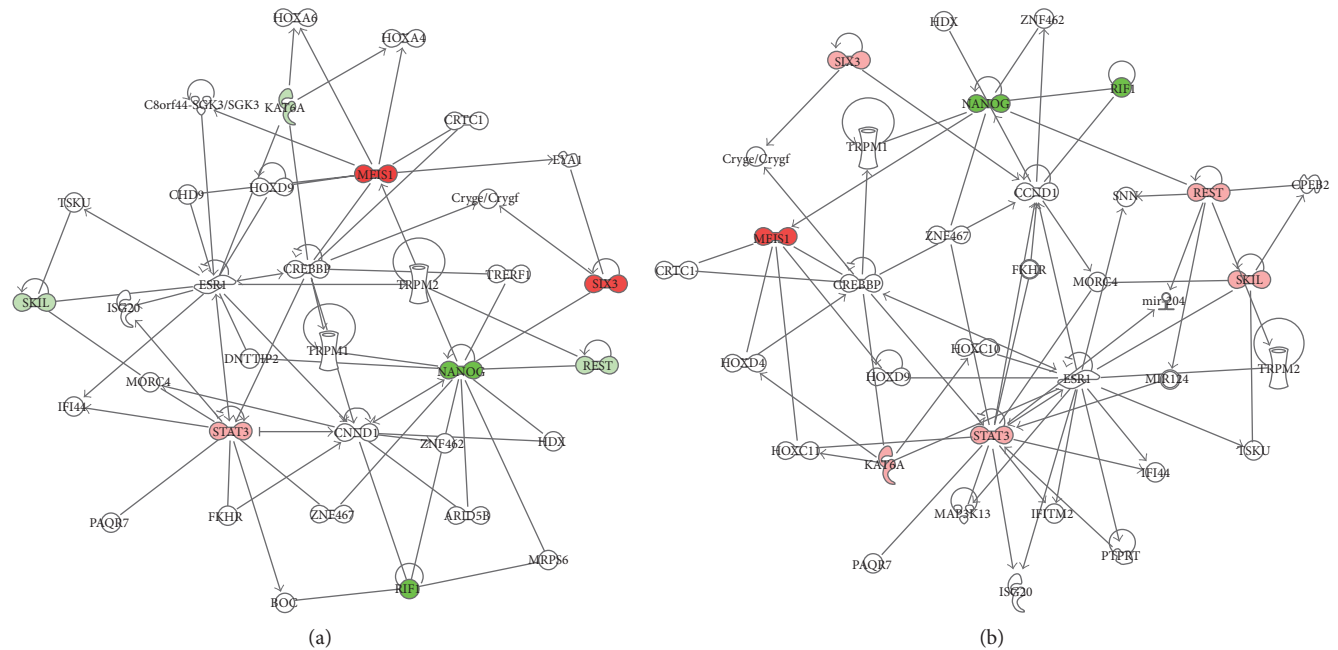 HOXA6
HOXA4
C8orf44-SGK3/SGK3
KAT6A
CRTC1
EYA1
MEIS1
HOXD9
CHD9
TSKU
Cryge/Crygf
CREBBP
TRERF1
ESR1
TRPM2
SIX3
SKIL
ISG20
TRPM1
DNTTIP2
NANOG
REST
MORC4
IFI44
STAT3
CCND1
ZNF462
HDX
PAQR7
FKHR
ZNF467
ARID5B
MRPS6
RIF1
BOC
(a)
HDX
ZNF462
SIX3
RIF1
NANOG
TRPM1
Cryge/Crygf
CCND1
SNN
REST
CPEB2
MEIS1
ZNF467
CRTC1
CREBBP
FKHR
MORC4
SKIL
mir-204
HOXC10
HOXD4
HOXD9
ESR1
MIR124
TRPM2
STAT3
HOXC11
KAT6A
TSKU
IFI44
MAP3K13
IFITM2
PTPRT
PAQR7
ISG20
(b)